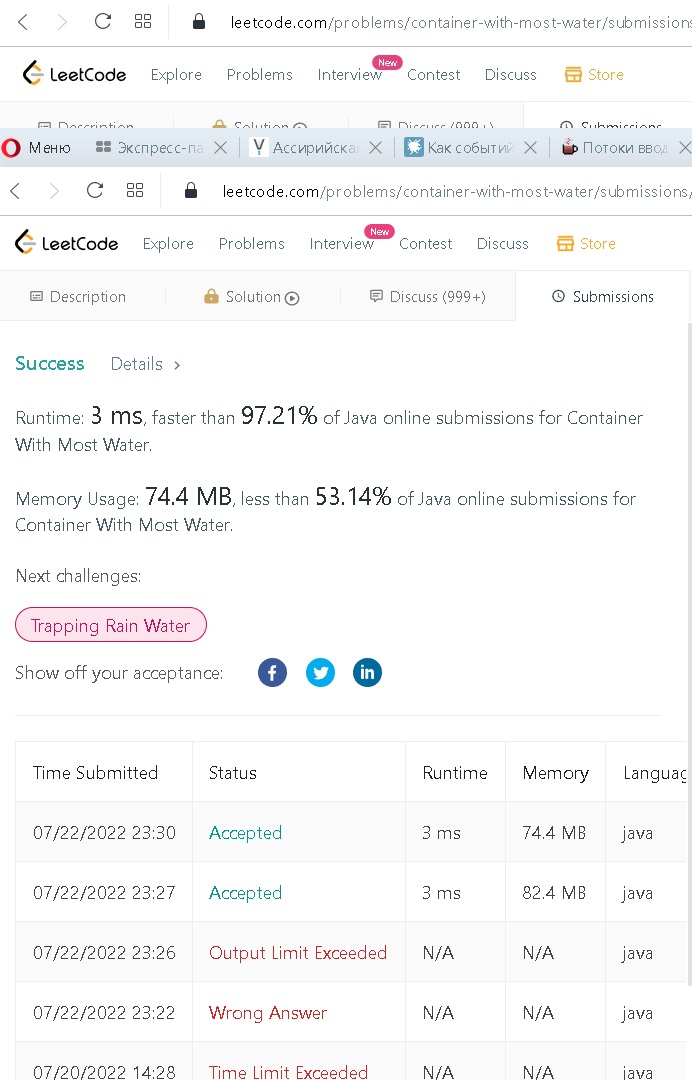 leetcode.com/problems/container-with-most-water/submissions
LeetCode Explore Problems Interview New Contest Discuss Store
Description Solution Discuss (999+) Submissions
Меню Экспресс-па Ассирийска Как событий Потоки ввод
leetcode.com/problems/container-with-most-water/submissions/
LeetCode Explore Problems Interview New Contest Discuss Store
Description Solution Discuss (999+) Submissions
Success Details >
Runtime: 3 ms, faster than 97.21% of Java online submissions for Container
With Most Water.
Memory Usage: 74.4 MB, less than 53.14% of Java online submissions for
Container With Most Water.
Next challenges:
Trapping Rain Water
Show off your acceptance:
Time Submitted Status Runtime Memory Languag
07/22/2022 23:30 Accepted 3 ms 74.4 MB java
07/22/2022 23:27 Accepted 3 ms 82.4 MB java
07/22/2022 23:26 Output Limit Exceeded N/A N/A java
07/22/2022 23:22 Wrong Answer N/A N/A java
07/20/2022 14:28 Time Limit Exceeded N/A N/A java